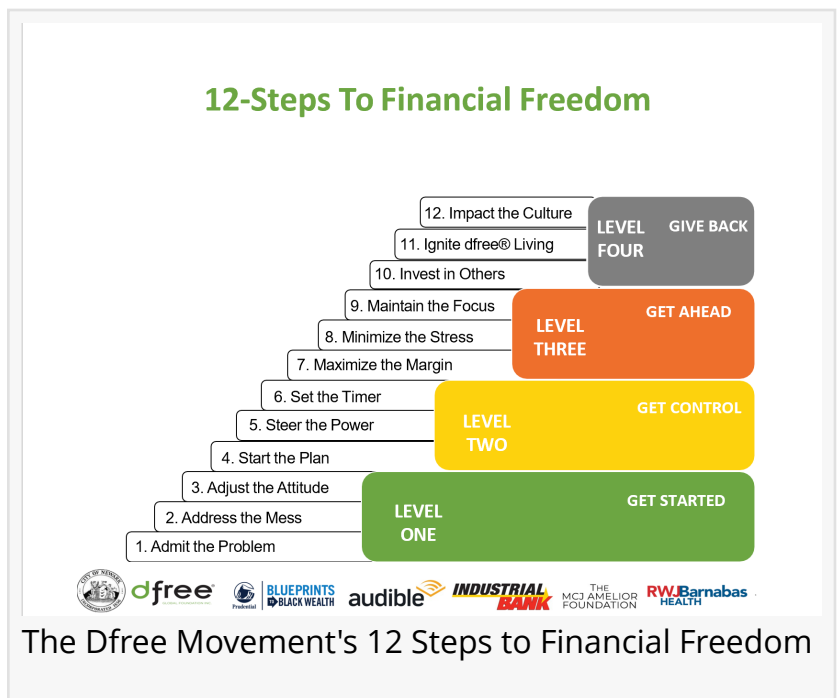 12-Steps To Financial Freedom
12. Impact the Culture
11. Ignite dfree® Living
10. Invest in Others
LEVEL
FOUR
GIVE BACK
9. Maintain the Focus
8. Minimize the Stress
7. Maximize the Margin
LEVEL
THREE
GET AHEAD
6. Set the Timer
5. Steer the Power
4. Start the Plan
LEVEL
TWO
GET CONTROL
3. Adjust the Attitude
2. Address the Mess
1. Admit the Problem
LEVEL
ONE
GET STARTED
CITY OF NEWARK
dfree®
Prudential
BLUEPRINTS
BLACK WEALTH
audible
INDUSTRIAL
BANK
THE
MCJ AMELIOR
FOUNDATION
RWJBarnabas
HEALTH
The Dfree Movement's 12 Steps to Financial Freedom